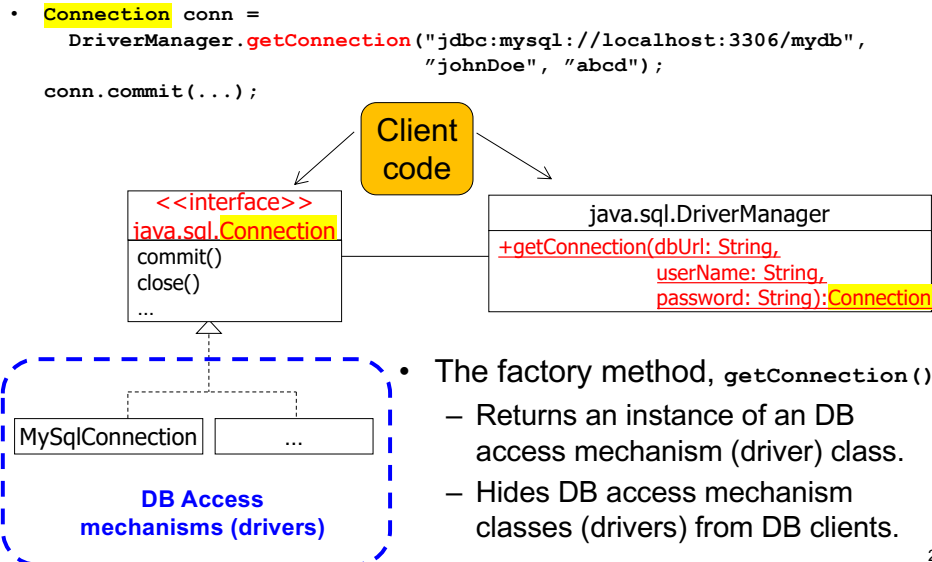 • Connection conn =
DriverManager.getConnection("jdbc:mysql://localhost:3306/mydb",
”johnDoe", ”abcd");
conn.commit(...);
Client
code
<<interface>>
java.sql.Connection
commit()
close()
…
java.sql.DriverManager
+getConnection(dbUrl: String,
userName: String,
password: String):Connection
MySqlConnection
…
DB Access
mechanisms (drivers)
• The factory method, getConnection()
– Returns an instance of an DB
access mechanism (driver) class.
– Hides DB access mechanism
classes (drivers) from DB clients.